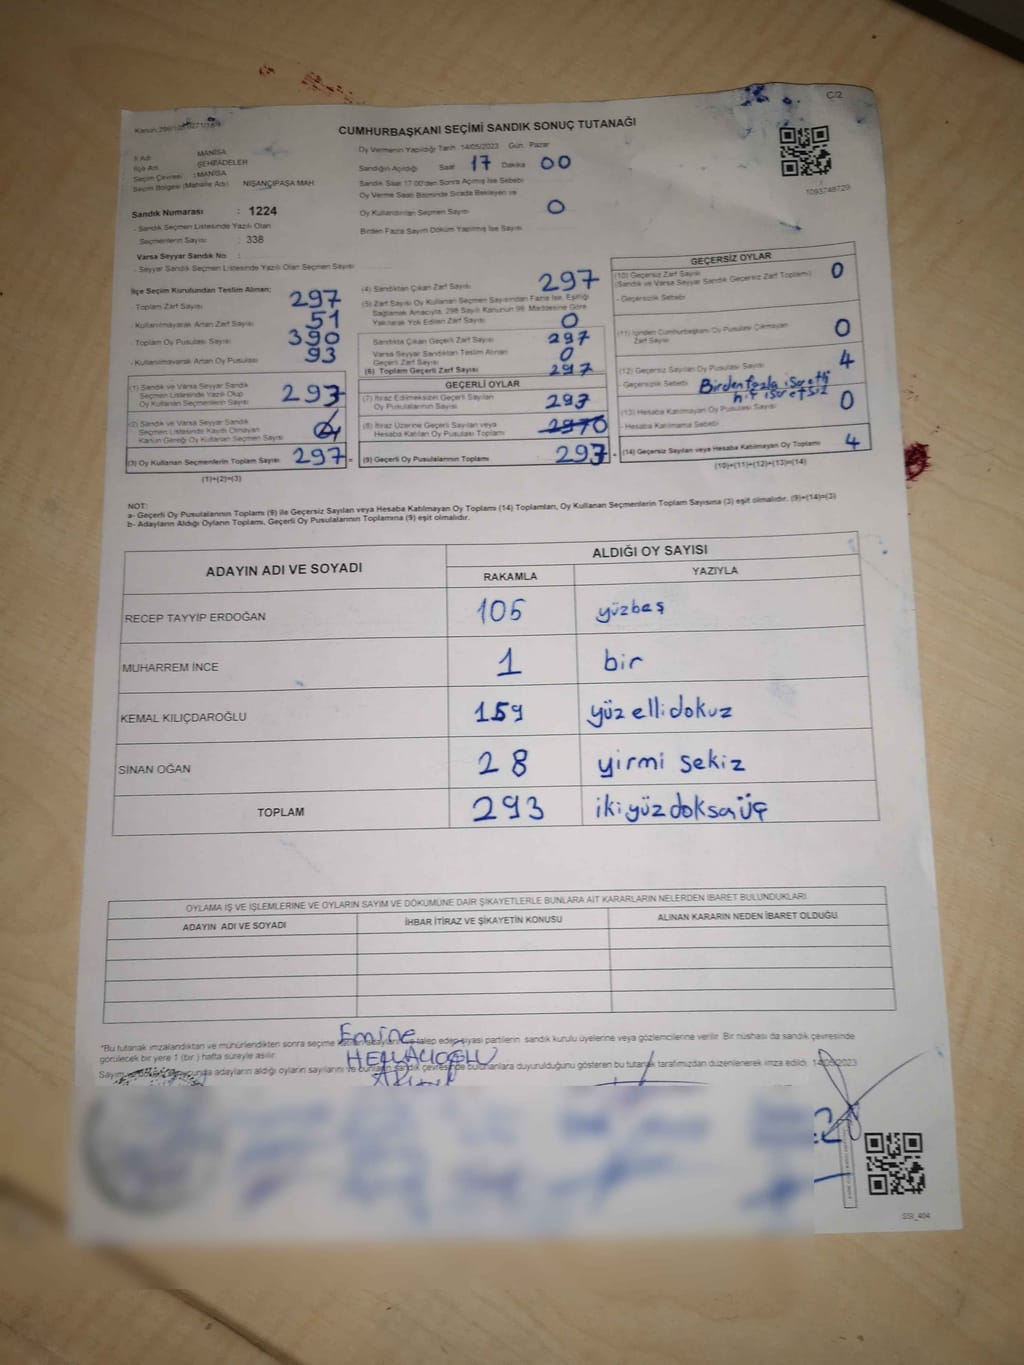 C/2
CUMHURBAŞKANI SEÇİMİ SANDIK SONUÇ TUTANAĞI
İl Adı MANİSA
İlçe Adı ŞEHZADELER
Seçim Çevresi : MANİSA
Seçim Bölgesi (Mahalle Adı) NİŞANCIPAŞA MAH.
Sandık Numarası : 1224
- Sandık Seçmen Listesinde Yazılı Olan
Seçmenlerin Sayısı : 338
Varsa Seyyar Sandık No :
- Seyyar Sandık Seçmen Listesinde Yazılı Olan Seçmen Sayısı
Oy Vermenin Yapıldığı Tarih 14/05/2023 Gün Pazar
Sandığın Açıldığı Saat 17 Dakika 00
Sandık Saat 17.00'den Sonra Açılmış İse Sebebi
Oy Verme Saati Bitiminde Sırada Bekleyen ve
Oy Kullandırılan Seçmen Sayısı 0
Birden Fazla Sayım Döküm Yapılmış İse Sayısı
1093748729
İlçe Seçim Kurulundan Teslim Alınan;
- Toplam Zarf Sayısı 297
- Kullanılmayarak Artan Zarf Sayısı 51
- Toplam Oy Pusulası Sayısı 390
- Kullanılmayarak Artan Oy Pusulası 93
(1) Sandık ve Varsa Seyyar Sandık
Seçmen Listesinde Yazılı Olup
Oy Kullanan Seçmenlerin Sayısı 297
(2) Sandık ve Varsa Seyyar Sandık
Seçmen Listesinde Kayıtlı Olmayan
Kanun Gereği Oy Kullanan Seçmen Sayısı
(3) Oy Kullanan Seçmenlerin Toplam Sayısı 297 =
(1)+(2)=(3)
(4) Sandıktan Çıkan Zarf Sayısı 297
(5) Zarf Sayısı Oy Kullanan Seçmen Sayısından Fazla İse, Eşitliği
Sağlamak Amacıyla, 298 Sayılı Kanunun 98. Maddesine Göre
Yakılarak Yok Edilen Zarf Sayısı 0
Sandıkta Çıkan Geçerli Zarf Sayısı 297
Varsa Seyyar Sandıktan Teslim Alınan
Geçerli Zarf Sayısı 0
(6) Toplam Geçerli Zarf Sayısı 297
GEÇERLİ OYLAR
(7) İtiraz Edilmeksizin Geçerli Sayılan
Oy Pusulalarının Sayısı 293
(8) İtiraz Üzerine Geçerli Sayılan veya
Hesaba Katılan Oy Pusulası Toplamı 297 0
(9) Geçerli Oy Pusulalarının Toplamı 293 +
GEÇERSİZ OYLAR
(10) Geçersiz Zarf Sayısı
(Sandık ve Varsa Seyyar Sandık Geçersiz Zarf Toplamı) 0
- Geçersizlik Sebebi
(11) İçinden Cumhurbaşkanı Oy Pusulası Çıkmayan
Zarf Sayısı 0
(12) Geçersiz Sayılan Oy Pusulası Sayısı 4
- Geçersizlik Sebebi Birden fazla işaretli
hiç işaretsiz
(13) Hesaba Katılmayan Oy Pusulası Sayısı 0
- Hesaba Katılmama Sebebi
(14) Geçersiz Sayılan veya Hesaba Katılmayan Oy Toplamı 4
(10)+(11)+(12)+(13)=(14)
NOT:
a- Geçerli Oy Pusulalarının Toplamı (9) ile Geçersiz Sayılan veya Hesaba Katılmayan Oy Toplamı (14) Toplamları, Oy Kullanan Seçmenlerin Toplam Sayısına (3) eşit olmalıdır. (9)+(14)=(3)
b- Adayların Aldığı Oyların Toplamı, Geçerli Oy Pusulalarının Toplamına (9) eşit olmalıdır.
ADAYIN ADI VE SOYADI ALDIĞI OY SAYISI
RAKAMLA YAZIYLA
RECEP TAYYİP ERDOĞAN 105 yüzbeş
MUHARREM İNCE 1 bir
KEMAL KILIÇDAROĞLU 159 yüz elli dokuz
SİNAN OĞAN 28 yirmi sekiz
TOPLAM 293 ikiyüz doksaüç
OYLAMA İŞ VE İŞLEMLERİNE VE OYLARIN SAYIM VE DÖKÜMÜNE DAİR ŞİKAYETLERLE BUNLARA AİT KARARLARIN NELERDEN İBARET BULUNDUKLARI
ADAYIN ADI VE SOYADI İHBAR İTİRAZ VE ŞİKAYETİN KONUSU ALINAN KARARIN NEDEN İBARET OLDUĞU
*Bu tutanak imzalandıktan ve mühürlendikten sonra seçime katılan adaylara ve talep eden siyasi partilerin sandık kurulu üyelerine veya gözlemcilerine verilir. Bir nüshası da sandık çevresinde
görülecek bir yere 1 (bir ) hafta süreyle asılır.
Emine
adayların aldığı oyların sayılarını ve bunların sandık çevresinde bulunanlara duyurulduğunu gösteren bu tutanak tarafımızdan düzenlenerek imza edildi. 14/05/2023